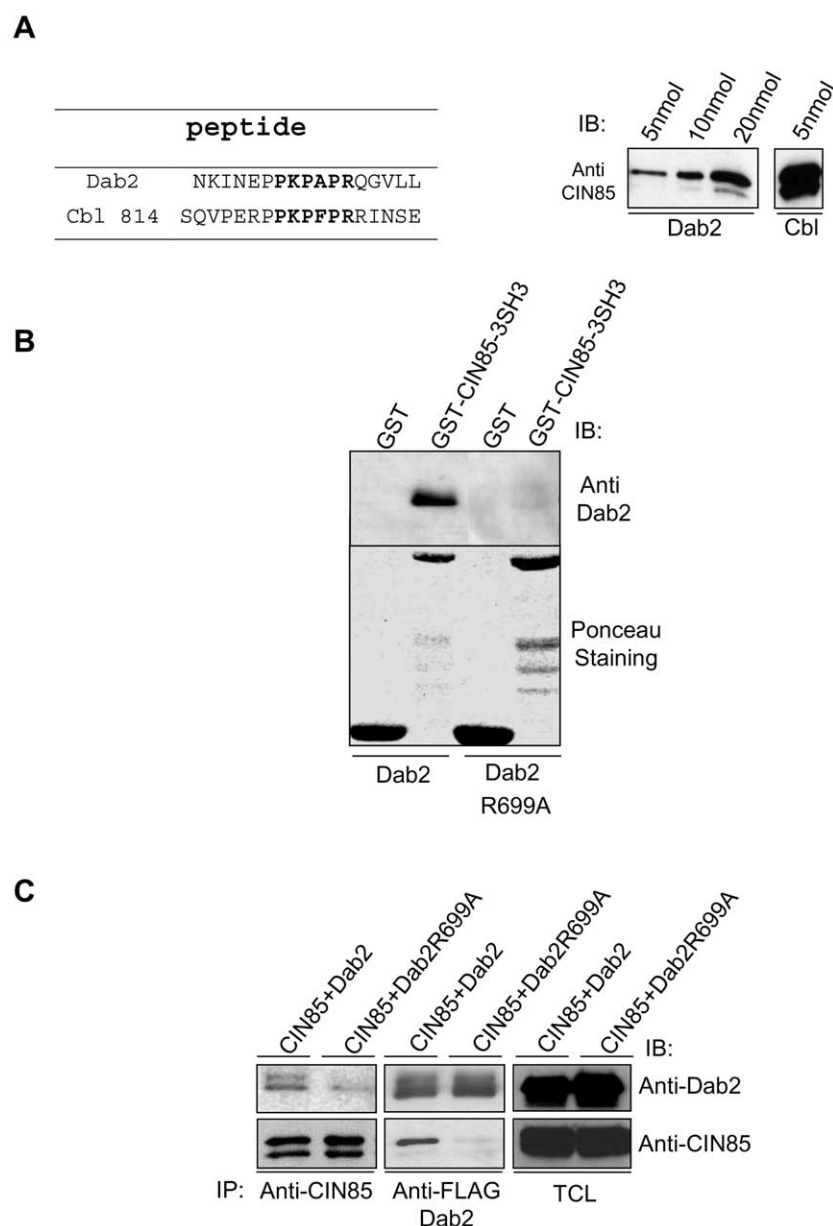 A
peptide
Dab2 NKINEPPKPAPRQGVLL
Cbl 814 SQVPERPPKPFPRRINSE
IB: 5nmol 10nmol 20nmol 5nmol
Anti
CIN85
Dab2 Cbl
B
GST GST-CIN85-3SH3 GST GST-CIN85-3SH3
IB:
Anti
Dab2
Ponceau
Staining
Dab2 Dab2
R699A
C
CIN85+Dab2 CIN85+Dab2R699A CIN85+Dab2 CIN85+Dab2R699A CIN85+Dab2 CIN85+Dab2R699A
IB:
Anti-Dab2
Anti-CIN85
IP: Anti-CIN85 Anti-FLAG TCL
Dab2